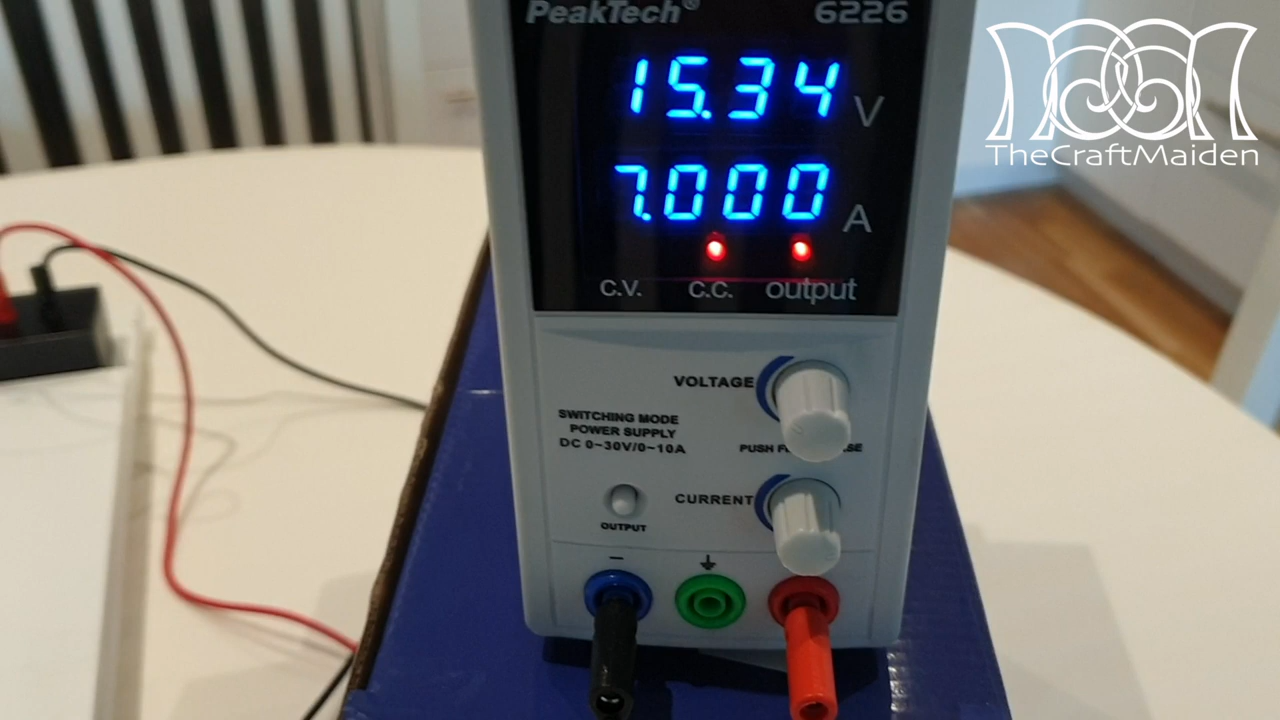 PeakTech® 6226
15.34 V
7.000 A
C.V. C.C. output
VOLTAGE
SWITCHING MODE
POWER SUPPLY
DC 0~30V/0~10A
PUSH
CURRENT
OUTPUT
−
TheCraftMaiden